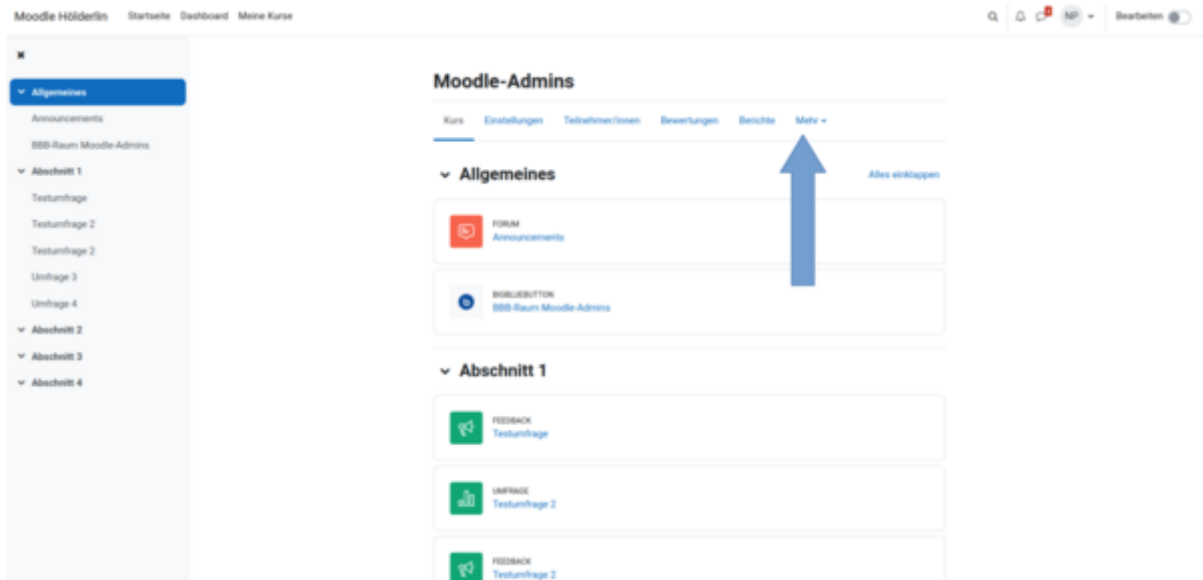 Moodle Hölderlin Startseite Dashboard Meine Kurse NP Bearbeiten
Allgemeines
Announcements
BBB-Raum Moodle-Admins
Abschnitt 1
Testumfrage
Testumfrage 2
Testumfrage 2
Umfrage 3
Umfrage 4
Abschnitt 2
Abschnitt 3
Abschnitt 4
Moodle-Admins
Kurs Einstellungen Teilnehmer/innen Bewertungen Berichte Mehr
Allgemeines Alles einklappen
FORUM
Announcements
BIGBLUEBUTTON
BBB-Raum Moodle-Admins
Abschnitt 1
FEEDBACK
Testumfrage
UMFRAGE
Testumfrage 2
FEEDBACK
Testumfrage 2